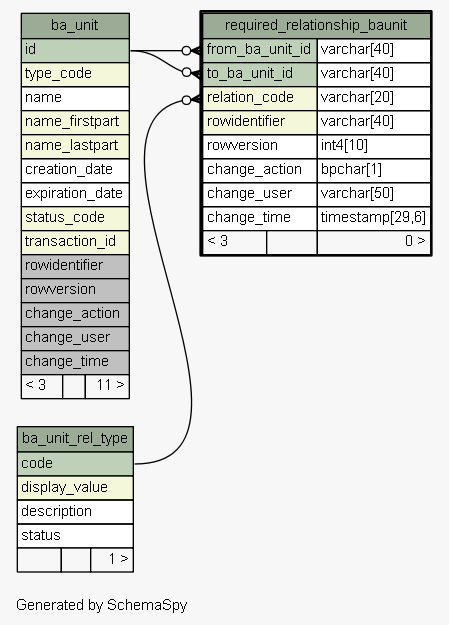 ba_unit
id
type_code
name
name_firstpart
name_lastpart
creation_date
expiration_date
status_code
transaction_id
rowidentifier
rowversion
change_action
change_user
change_time
< 3 11 >
required_relationship_baunit
from_ba_unit_id varchar[40]
to_ba_unit_id varchar[40]
relation_code varchar[20]
rowidentifier varchar[40]
rowversion int4[10]
change_action bpchar[1]
change_user varchar[50]
change_time timestamp[29,6]
< 3 0 >
ba_unit_rel_type
code
display_value
description
status
1 >
Generated by SchemaSpy